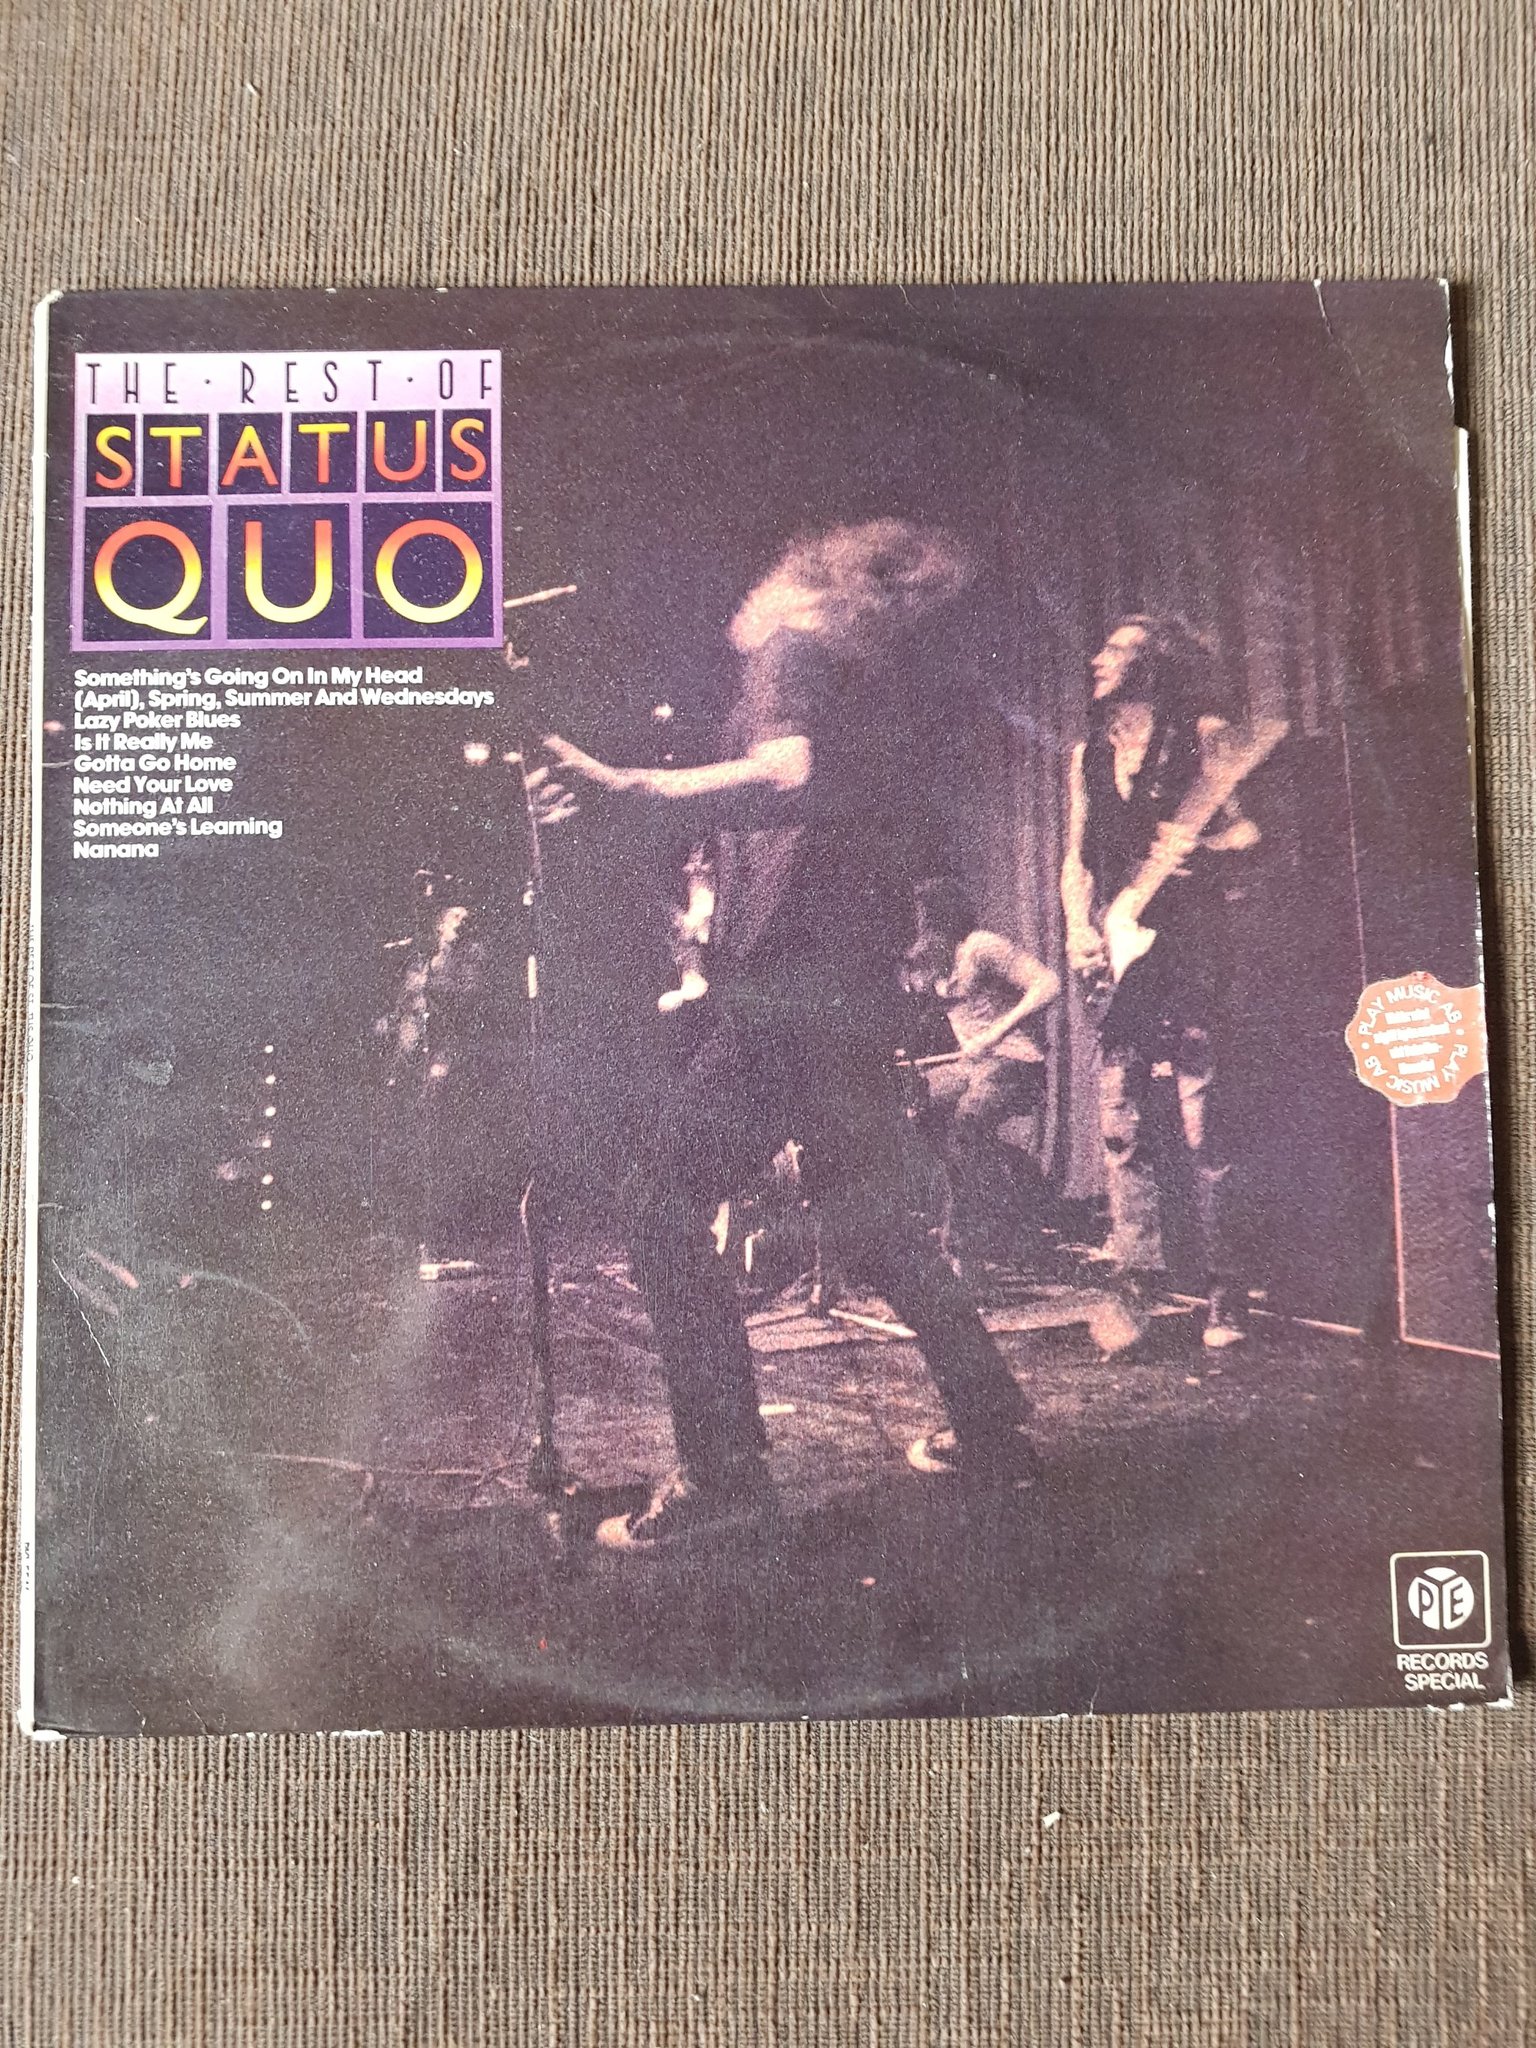 THE · REST · OF
STATUS
QUO
Something's Going On In My Head
(April), Spring, Summer And Wednesdays
Lazy Poker Blues
Is It Really Me
Gotta Go Home
Need Your Love
Nothing At All
Someone's Learning
Nanana
PLAY MUSIC AB · PLAY MUSIC AB ·
PYE
RECORDS
SPECIAL